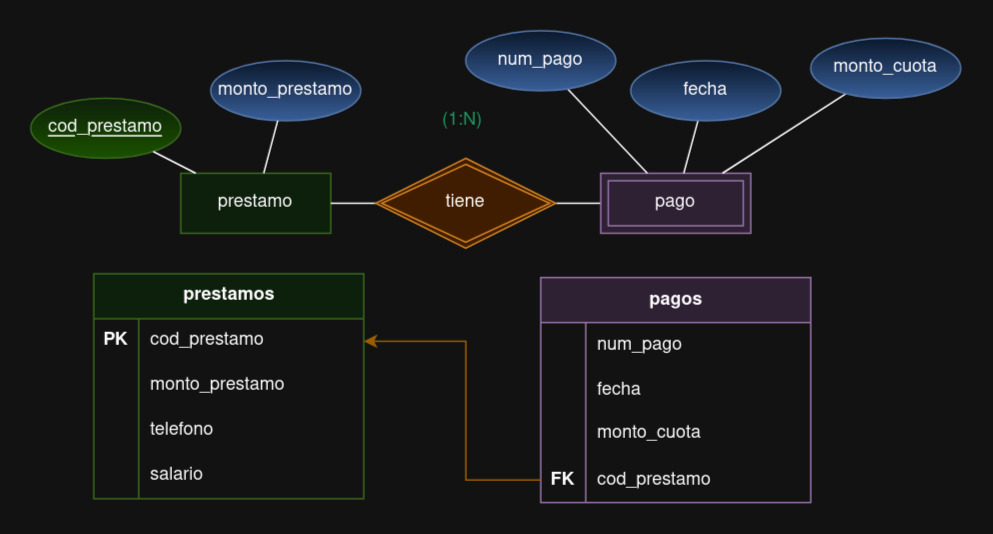 num_pago
monto_cuota
monto_prestamo
fecha
cod_prestamo
(1:N)
prestamo
tiene
pago
prestamos
PK cod_prestamo
monto_prestamo
telefono
salario
pagos
num_pago
fecha
monto_cuota
FK cod_prestamo